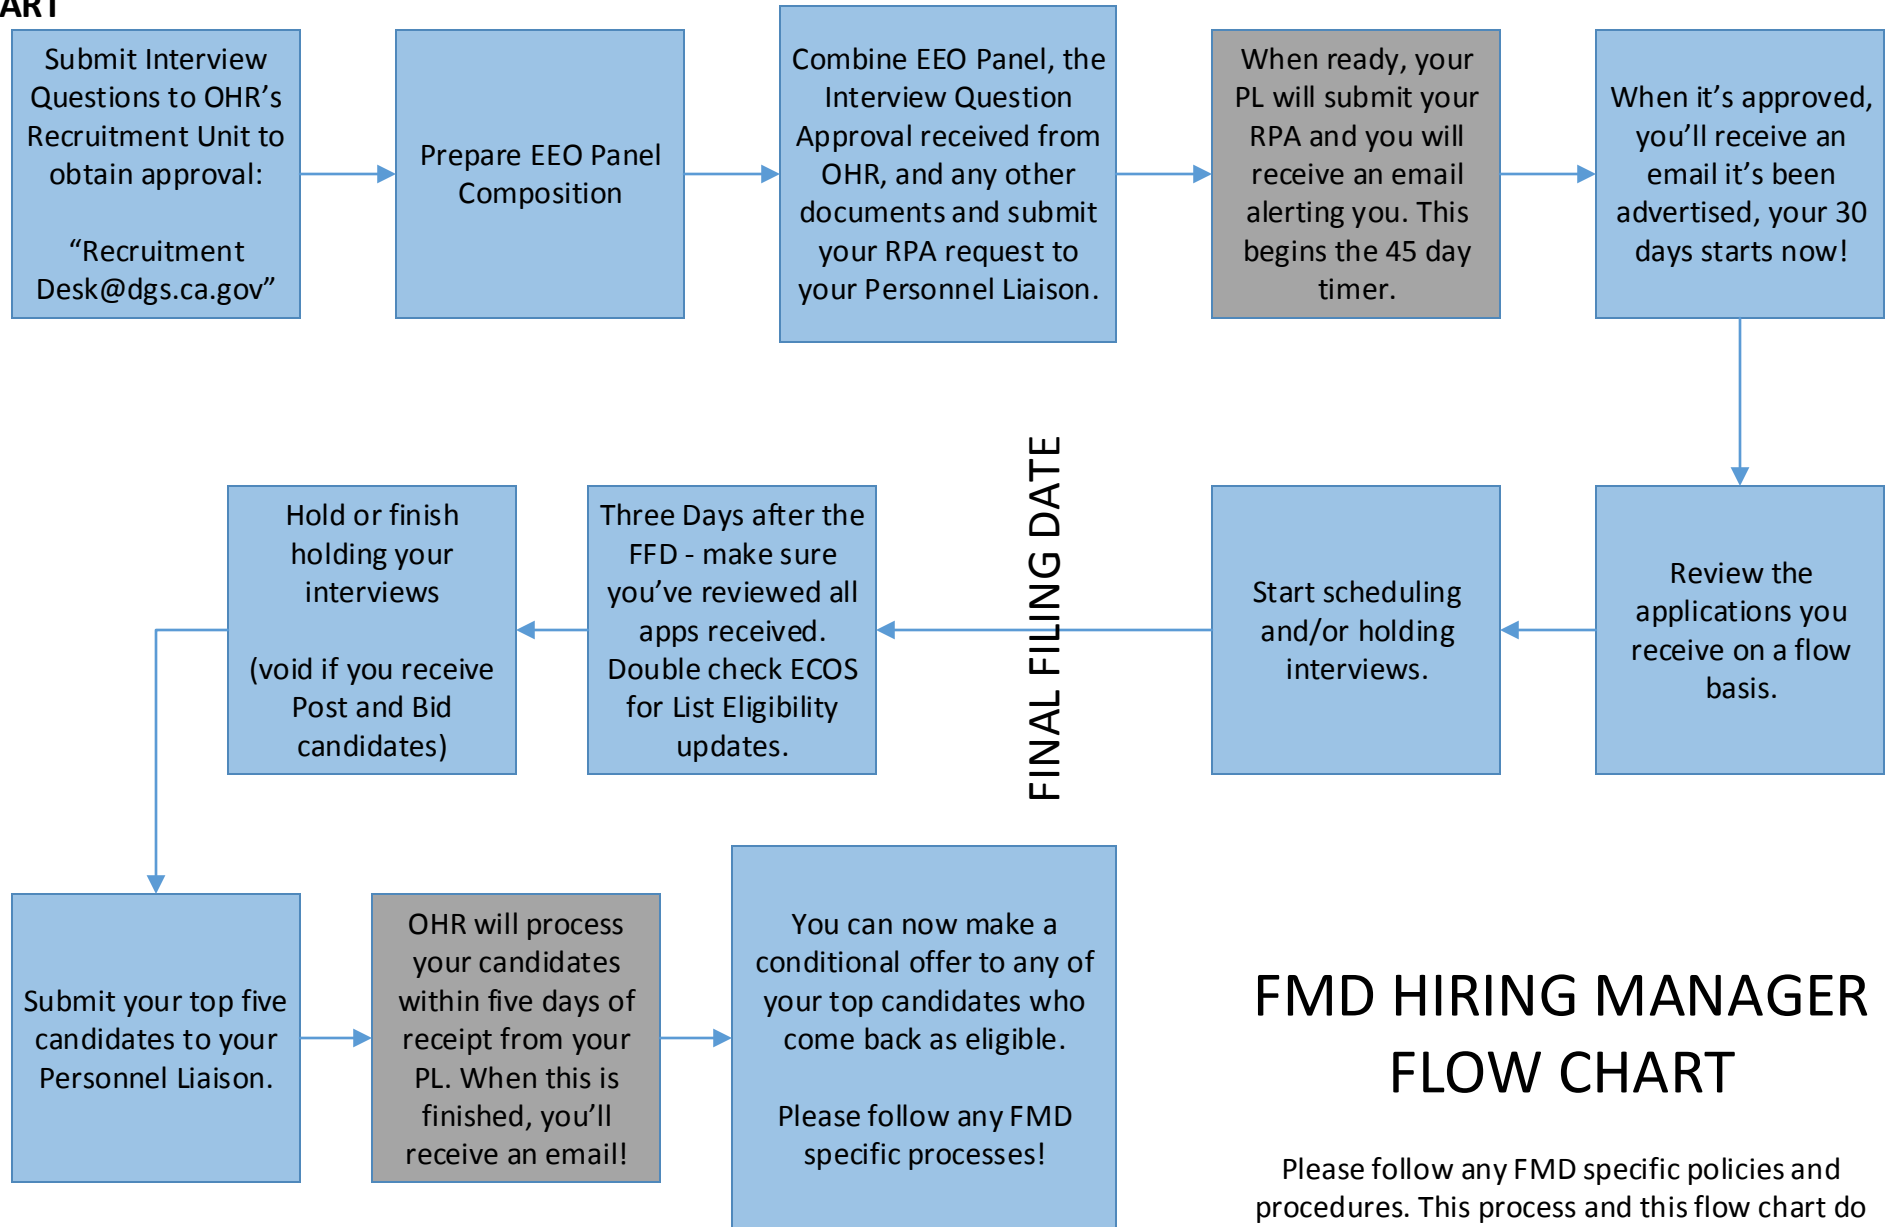 ART
Submit Interview
Questions to OHR’s
Recruitment Unit to
obtain approval:
“Recruitment
Desk@dgs.ca.gov”
Prepare EEO Panel
Composition
Combine EEO Panel, the
Interview Question
Approval received from
OHR, and any other
documents and submit
your RPA request to
your Personnel Liaison.
When ready, your
PL will submit your
RPA and you will
receive an email
alerting you. This
begins the 45 day
timer.
When it’s approved,
you’ll receive an
email it’s been
advertised, your 30
days starts now!
Review the
applications you
receive on a flow
basis.
Start scheduling
and/or holding
interviews.
FINAL FILING DATE
Three Days after the
FFD - make sure
you’ve reviewed all
apps received.
Double check ECOS
for List Eligibility
updates.
Hold or finish
holding your
interviews
(void if you receive
Post and Bid
candidates)
Submit your top five
candidates to your
Personnel Liaison.
OHR will process
your candidates
within five days of
receipt from your
PL. When this is
finished, you’ll
receive an email!
You can now make a
conditional offer to any of
your top candidates who
come back as eligible.
Please follow any FMD
specific processes!
FMD HIRING MANAGER
FLOW CHART
Please follow any FMD specific policies and
procedures. This process and this flow chart do